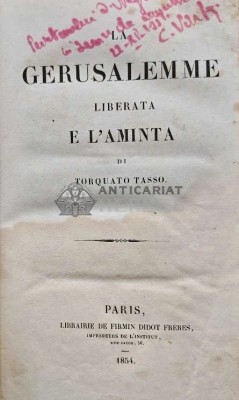 LA
GERUSALEMME
LIBERATA
E L'AMINTA
DI
TORQUATO TASSO.
ANTICARIAT
PARIS,
LIBRAIRIE DE FIRMIN DIDOT FRÈRES,
IMPRIMEURS DE L'INSTITUT,
RUE JACOB, 56.
1854.